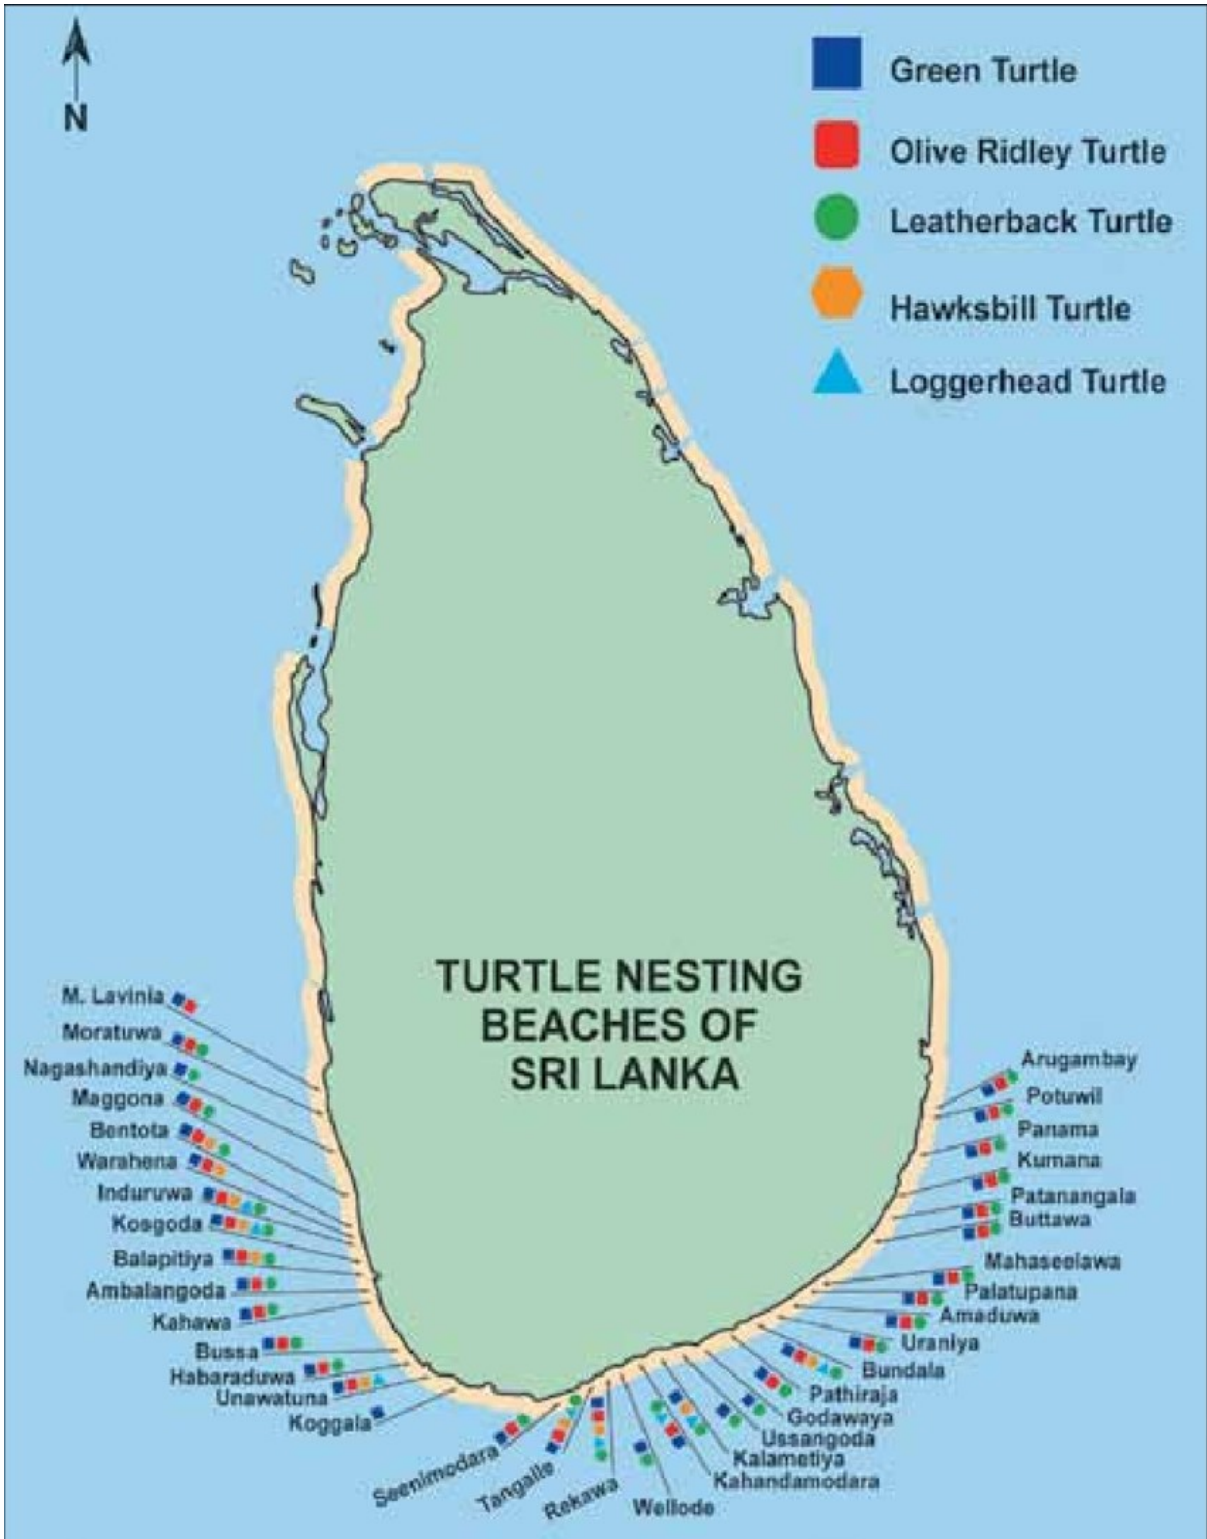 N
Green Turtle
Olive Ridley Turtle
Leatherback Turtle
Hawksbill Turtle
Loggerhead Turtle
TURTLE NESTING
BEACHES OF
SRI LANKA
M. Lavinia
Moratuwa
Nagashandiya
Maggona
Bentota
Warahena
Induruwa
Kosgoda
Balapitiya
Ambalangoda
Kahawa
Bussa
Habaraduwa
Unawatuna
Koggala
Seenimodara
Tangalle
Rekawa
Wellode
Kahandamodara
Kalametiya
Ussangoda
Godawaya
Pathiraja
Bundala
Uraniya
Amaduwa
Palatupana
Mahaseelawa
Buttawa
Patanangala
Kumana
Panama
Potuwil
Arugambay